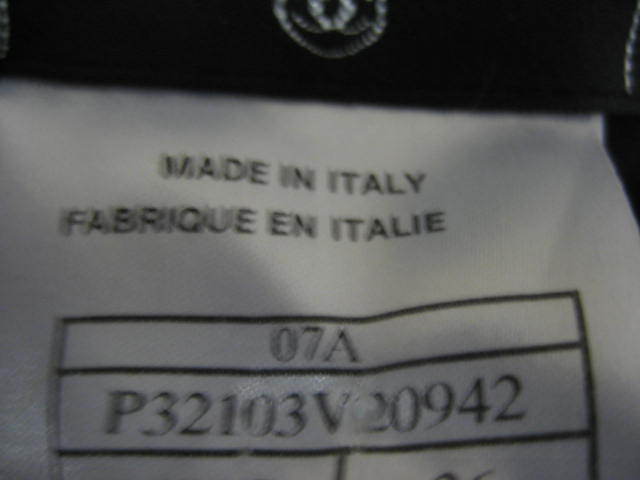 MADE IN ITALY
FABRIQUE EN ITALIE
07A
P32103V20942